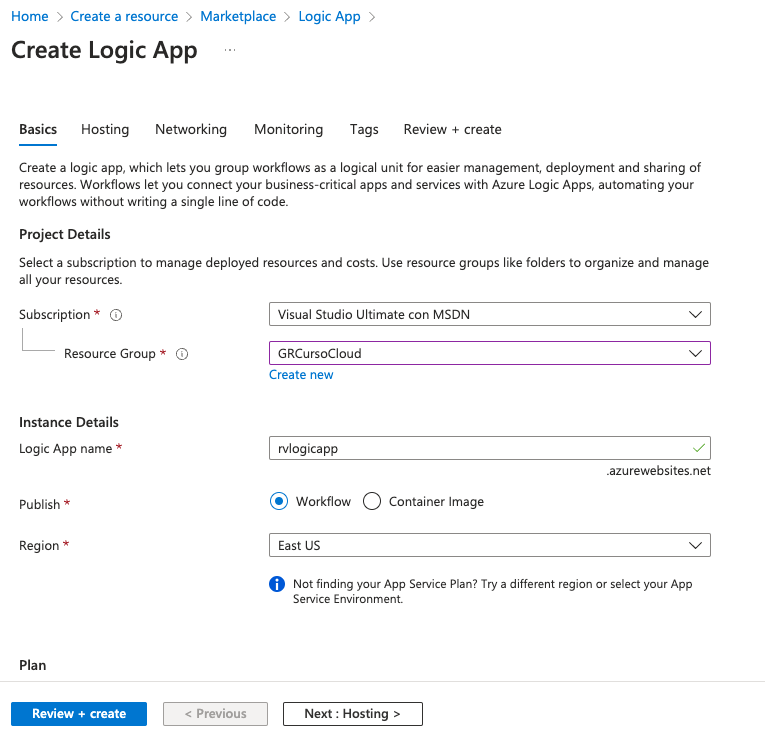 Home > Create a resource > Marketplace > Logic App >
Create Logic App ...
Basics Hosting Networking Monitoring Tags Review + create
Create a logic app, which lets you group workflows as a logical unit for easier management, deployment and sharing of
resources. Workflows let you connect your business-critical apps and services with Azure Logic Apps, automating your
workflows without writing a single line of code.
Project Details
Select a subscription to manage deployed resources and costs. Use resource groups like folders to organize and manage
all your resources.
Subscription * Visual Studio Ultimate con MSDN
Resource Group * GRCursoCloud
Create new
Instance Details
Logic App name * rvlogicapp
.azurewebsites.net
Publish * Workflow Container Image
Region * East US
Not finding your App Service Plan? Try a different region or select your App
Service Environment.
Plan
Review + create < Previous Next : Hosting >